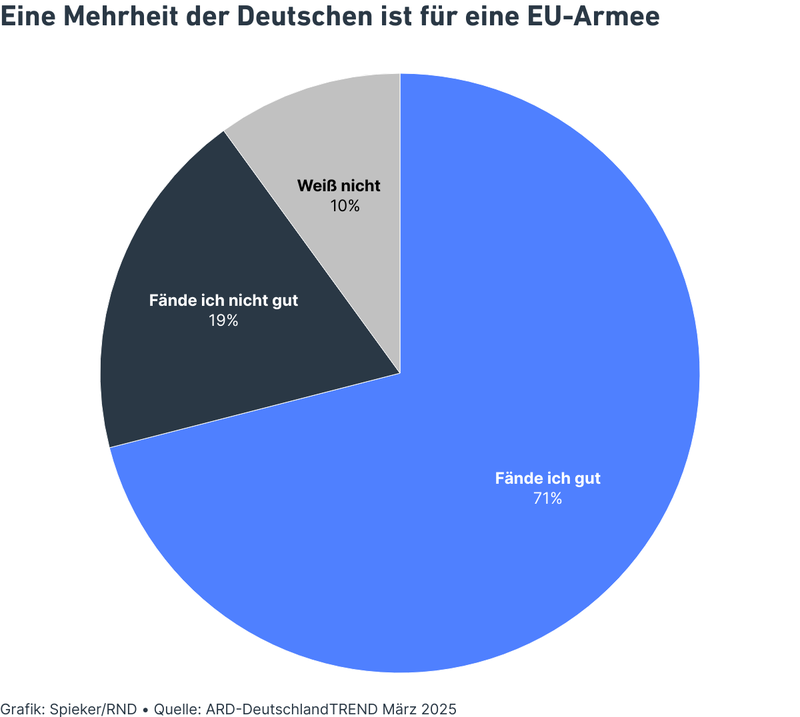 Eine Mehrheit der Deutschen ist für eine EU-Armee
Weiß nicht
10%
Fände ich nicht gut
19%
Fände ich gut
71%
Grafik: Spieker/RND • Quelle: ARD-DeutschlandTREND März 2025